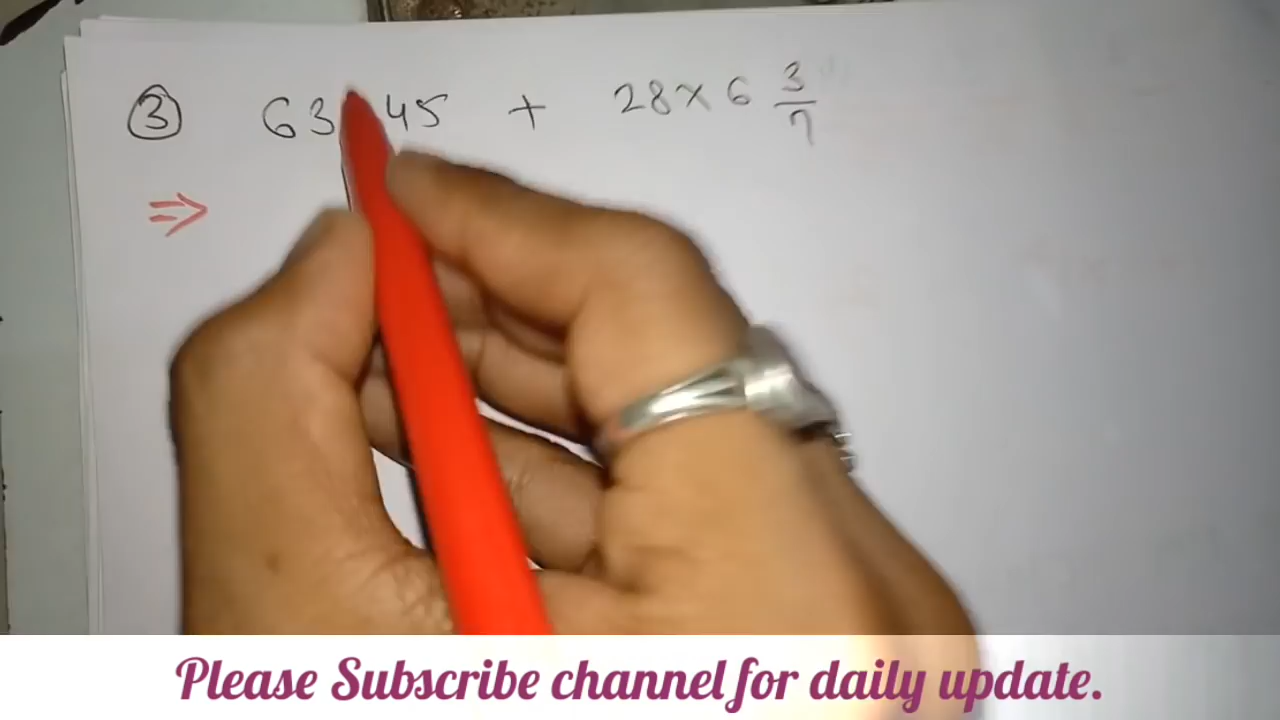 ③ 63 45 + 28 x 6 3/7
⇒
Please Subscribe channel for daily update.